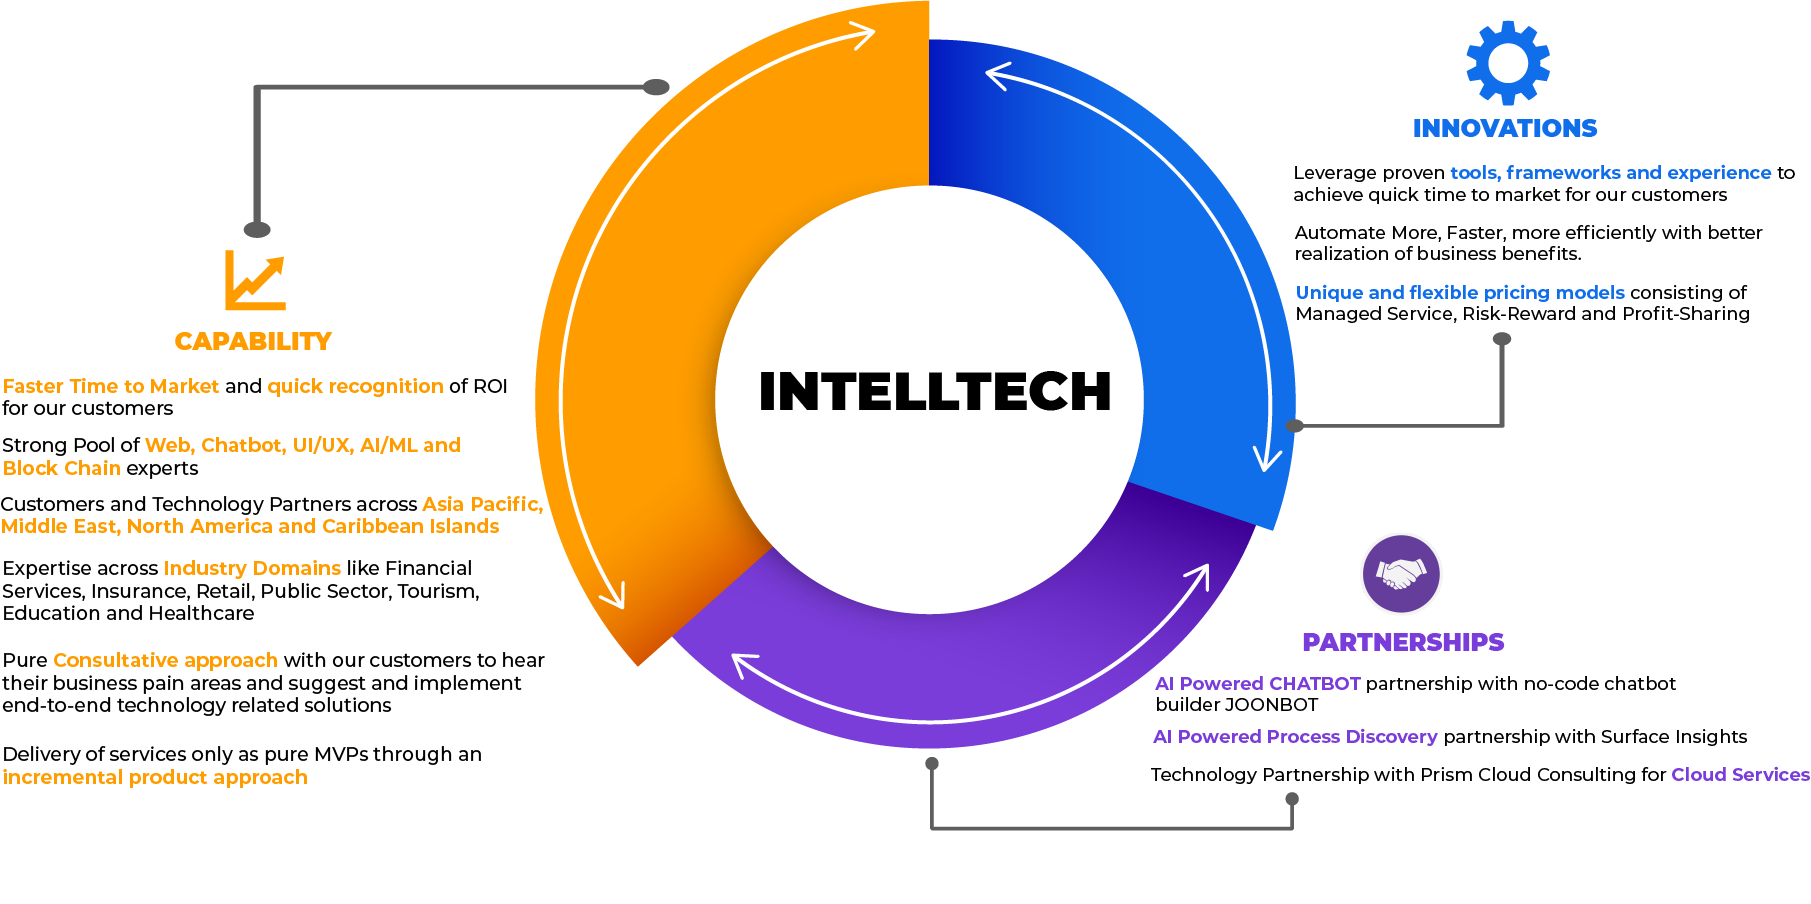 CAPABILITY
Faster Time to Market and quick recognition of ROI
for our customers
Strong Pool of Web, Chatbot, UI/UX, AI/ML and
Block Chain experts
Customers and Technology Partners across Asia Pacific,
Middle East, North America and Caribbean Islands
Expertise across Industry Domains like Financial
Services, Insurance, Retail, Public Sector, Tourism,
Education and Healthcare
Pure Consultative approach with our customers to hear
their business pain areas and suggest and implement
end-to-end technology related solutions
Delivery of services only as pure MVPs through an
incremental product approach
INTELLTECH
INNOVATIONS
Leverage proven tools, frameworks and experience to
achieve quick time to market for our customers
Automate More, Faster, more efficiently with better
realization of business benefits.
Unique and flexible pricing models consisting of
Managed Service, Risk-Reward and Profit-Sharing
PARTNERSHIPS
AI Powered CHATBOT partnership with no-code chatbot
builder JOONBOT
AI Powered Process Discovery partnership with Surface Insights
Technology Partnership with Prism Cloud Consulting for Cloud Services